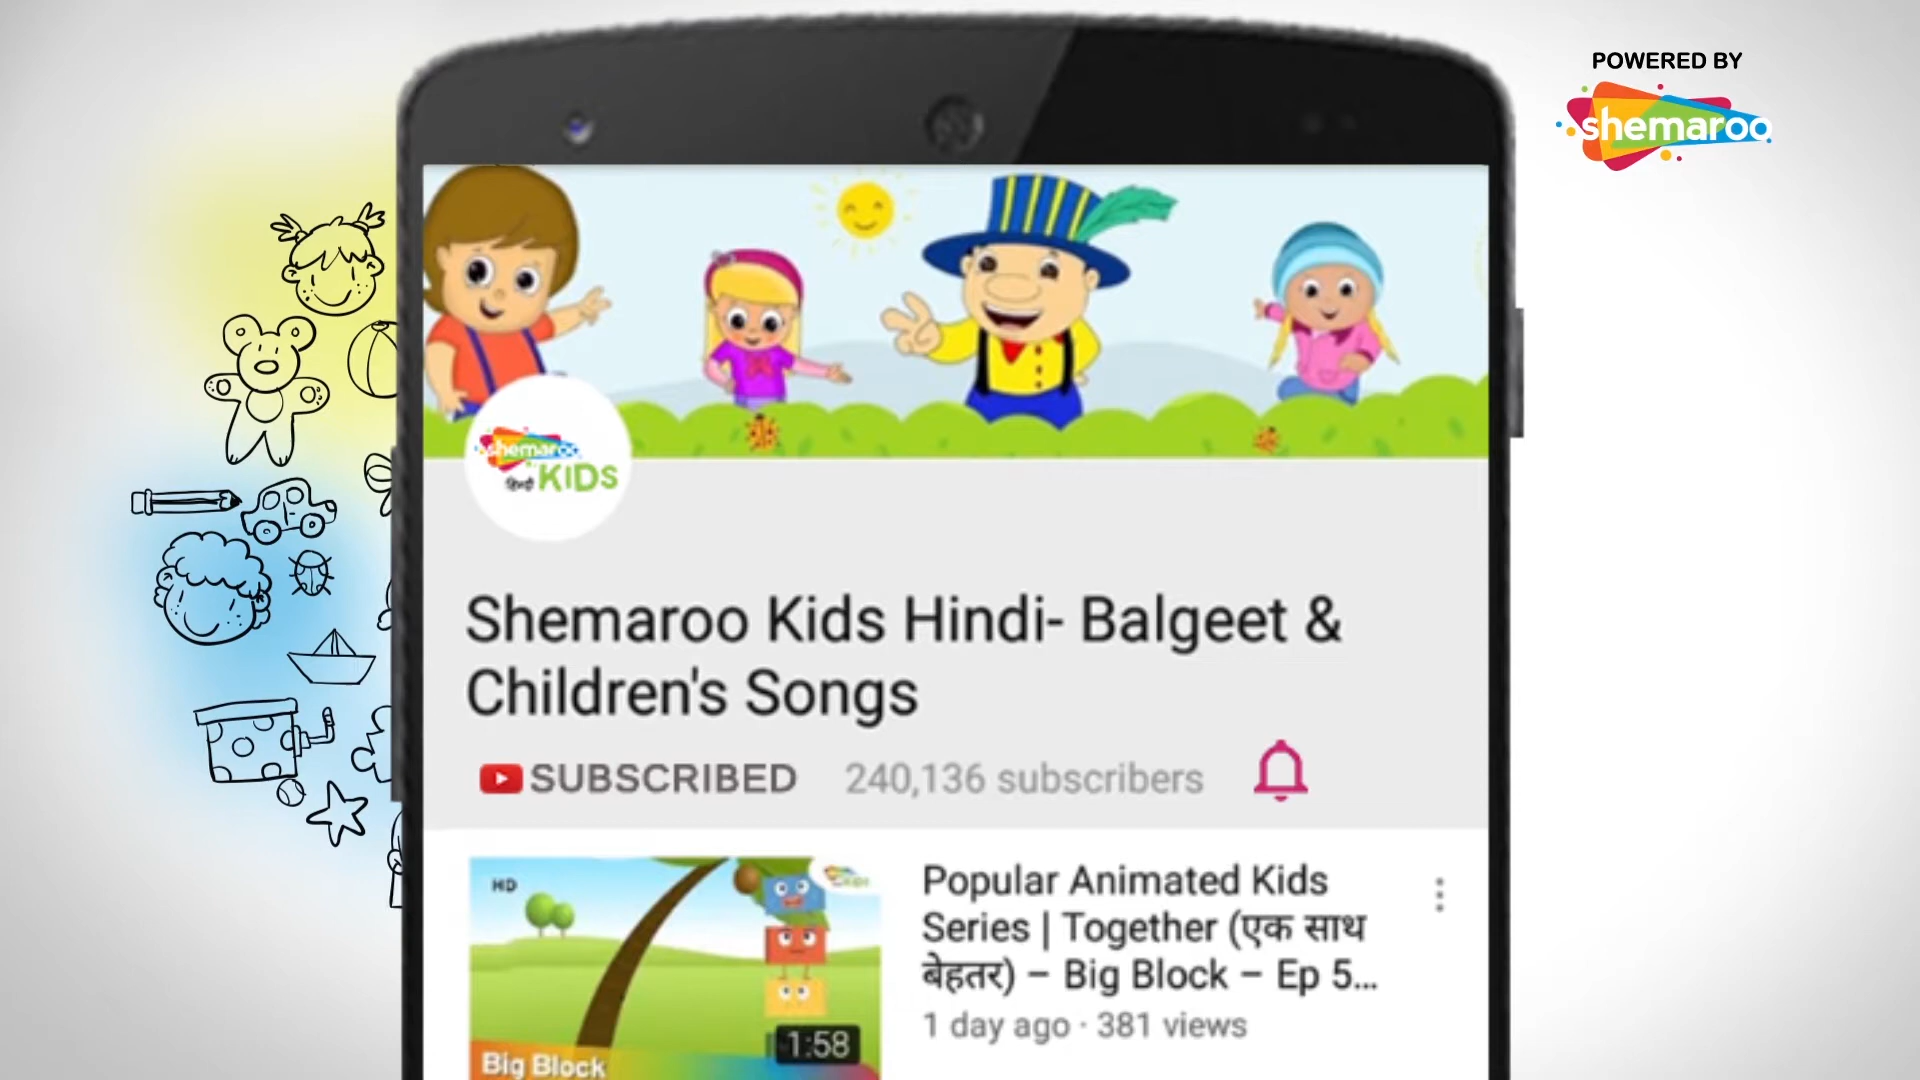 POWERED BY
shemaroo
shemaroo
हिन्दी KIDS
Shemaroo Kids Hindi- Balgeet &
Children's Songs
SUBSCRIBED 240,136 subscribers
HD
Popular Animated Kids
Series | Together (एक साथ
बेहतर) – Big Block – Ep 5...
1 day ago · 381 views
1:58
Big Block